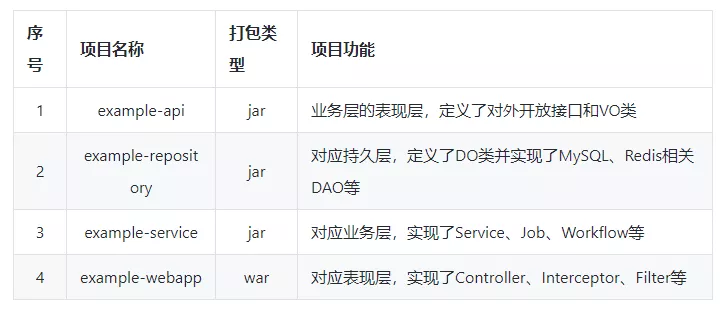 序号 项目名称 打包类型 项目功能
1 example-api jar 业务层的表现层，定义了对外开放接口和VO类
2 example-repository jar 对应持久层，定义了DO类并实现了MySQL、Redis相关DAO等
3 example-service jar 对应业务层，实现了Service、Job、Workflow等
4 example-webapp war 对应表现层，实现了Controller、Interceptor、Filter等